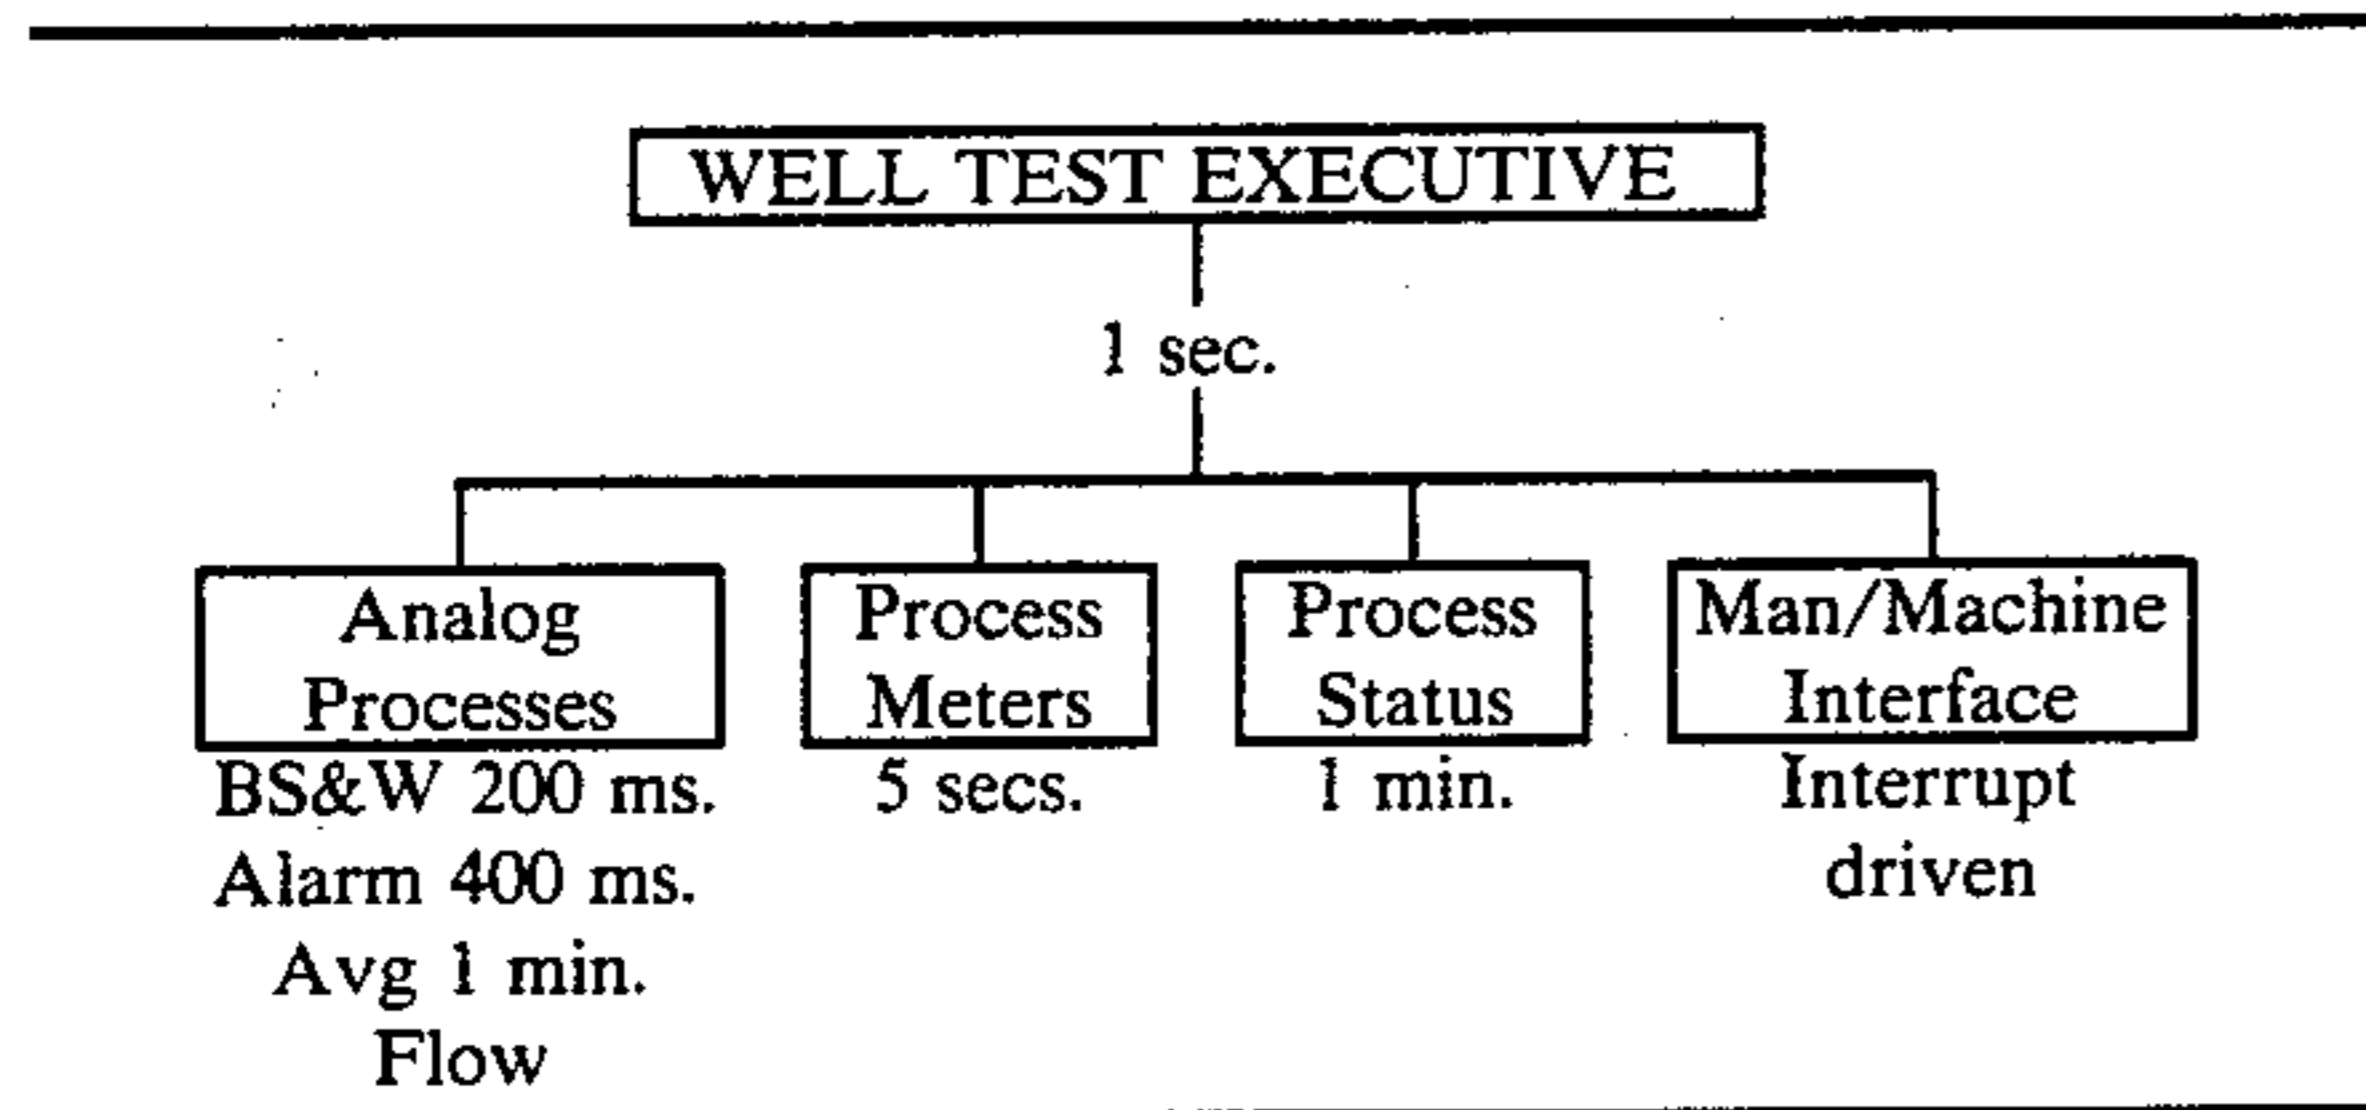 WELL TEST EXECUTIVE
1 sec.
Analog
Processes
BS&W 200 ms.
Alarm 400 ms.
Avg 1 min.
Flow
Process
Meters
5 secs.
Process
Status
1 min.
Man/Machine
Interface
Interrupt
driven